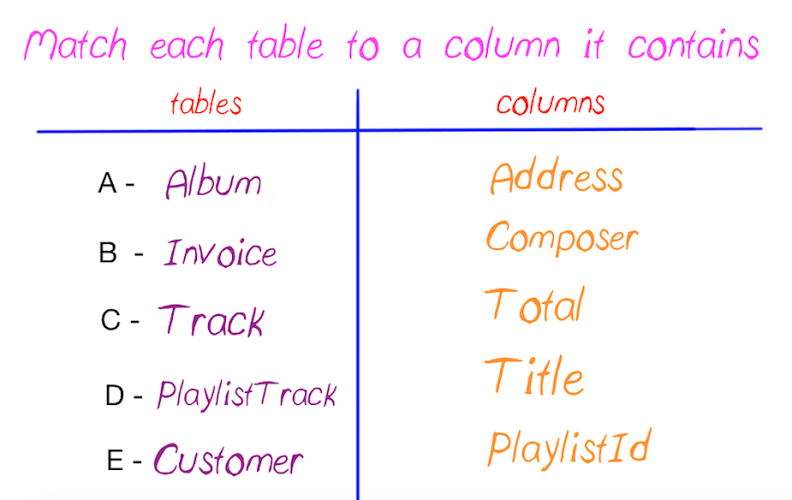 Match each table to a column it contains
tables columns
A - Album Address
B - Invoice Composer
C - Track Total
D - PlaylistTrack Title
E - Customer PlaylistId